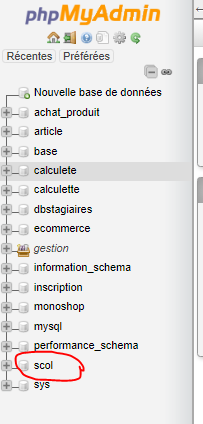 phpMyAdmin
Récentes Préférées
Nouvelle base de données
achat_produit
article
base
calculete
calculette
dbstagiaires
ecommerce
gestion
information_schema
inscription
monoshop
mysql
performance_schema
scol
sys